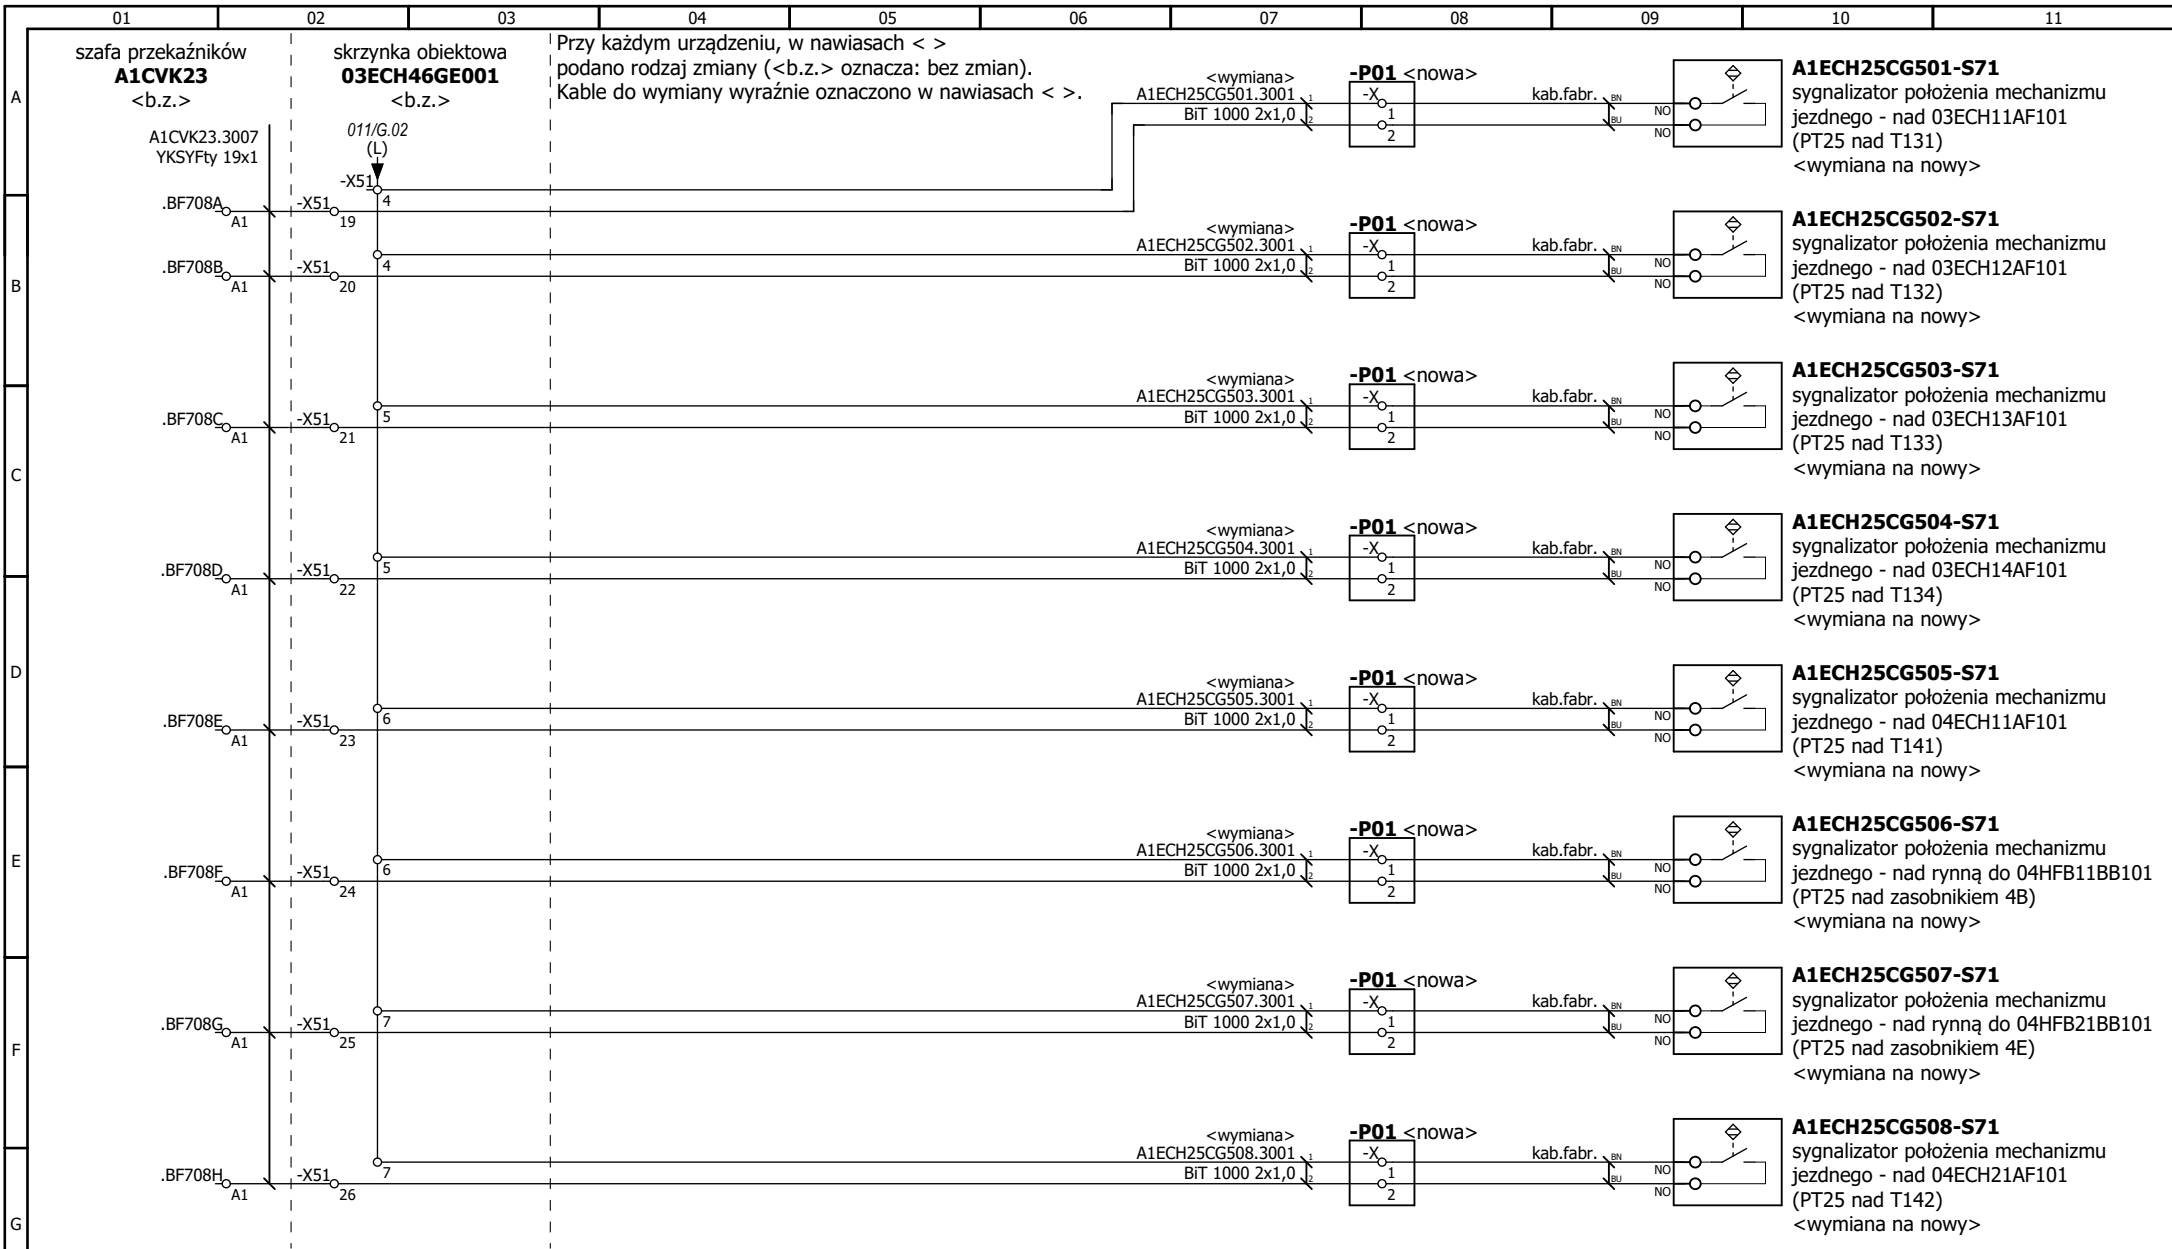 01 02 03 04 05 06 07 08 09 10 11
A
B
C
D
E
F
G
szafa przekaźników
A1CVK23
<b.z.>
skrzynka obiektowa
03ECH46GE001
<b.z.>
Przy każdym urządzeniu, w nawiasach < >
podano rodzaj zmiany (<b.z.> oznacza: bez zmian).
Kable do wymiany wyraźnie oznaczono w nawiasach < >.
A1CVK23.3007
YKSYFty 19x1
011/G.02
(L)
-X51
4
.BF708A A1 -X51 19
<wymiana>
A1ECH25CG501.3001 1
BiT 1000 2x1,0 2
-P01 <nowa>
-X
1
2
kab.fabr. BN
BU
NO
NO
A1ECH25CG501-S71
sygnalizator położenia mechanizmu
jezdnego - nad 03ECH11AF101
(PT25 nad T131)
<wymiana na nowy>
4
.BF708B A1 -X51 20
<wymiana>
A1ECH25CG502.3001 1
BiT 1000 2x1,0 2
-P01 <nowa>
-X
1
2
kab.fabr. BN
BU
NO
NO
A1ECH25CG502-S71
sygnalizator położenia mechanizmu
jezdnego - nad 03ECH12AF101
(PT25 nad T132)
<wymiana na nowy>
5
.BF708C A1 -X51 21
<wymiana>
A1ECH25CG503.3001 1
BiT 1000 2x1,0 2
-P01 <nowa>
-X
1
2
kab.fabr. BN
BU
NO
NO
A1ECH25CG503-S71
sygnalizator położenia mechanizmu
jezdnego - nad 03ECH13AF101
(PT25 nad T133)
<wymiana na nowy>
5
.BF708D A1 -X51 22
<wymiana>
A1ECH25CG504.3001 1
BiT 1000 2x1,0 2
-P01 <nowa>
-X
1
2
kab.fabr. BN
BU
NO
NO
A1ECH25CG504-S71
sygnalizator położenia mechanizmu
jezdnego - nad 03ECH14AF101
(PT25 nad T134)
<wymiana na nowy>
6
.BF708E A1 -X51 23
<wymiana>
A1ECH25CG505.3001 1
BiT 1000 2x1,0 2
-P01 <nowa>
-X
1
2
kab.fabr. BN
BU
NO
NO
A1ECH25CG505-S71
sygnalizator położenia mechanizmu
jezdnego - nad 04ECH11AF101
(PT25 nad T141)
<wymiana na nowy>
6
.BF708F A1 -X51 24
<wymiana>
A1ECH25CG506.3001 1
BiT 1000 2x1,0 2
-P01 <nowa>
-X
1
2
kab.fabr. BN
BU
NO
NO
A1ECH25CG506-S71
sygnalizator położenia mechanizmu
jezdnego - nad rynną do 04HFB11BB101
(PT25 nad zasobnikiem 4B)
<wymiana na nowy>
7
.BF708G A1 -X51 25
<wymiana>
A1ECH25CG507.3001 1
BiT 1000 2x1,0 2
-P01 <nowa>
-X
1
2
kab.fabr. BN
BU
NO
NO
A1ECH25CG507-S71
sygnalizator położenia mechanizmu
jezdnego - nad rynną do 04HFB21BB101
(PT25 nad zasobnikiem 4E)
<wymiana na nowy>
7
.BF708H A1 -X51 26
<wymiana>
A1ECH25CG508.3001 1
BiT 1000 2x1,0 2
-P01 <nowa>
-X
1
2
kab.fabr. BN
BU
NO
NO
A1ECH25CG508-S71
sygnalizator położenia mechanizmu
jezdnego - nad 04ECH21AF101
(PT25 nad T142)
<wymiana na nowy>